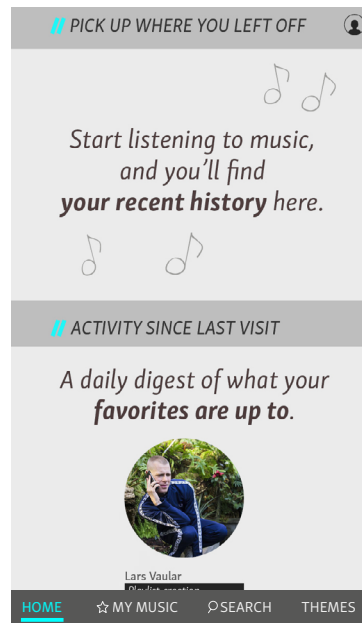 // PICK UP WHERE YOU LEFT OFF
Start listening to music,
and you'll find
your recent history here.
// ACTIVITY SINCE LAST VISIT
A daily digest of what your
favorites are up to.
Lars Vaular
Playlist creation
HOME MY MUSIC SEARCH THEMES